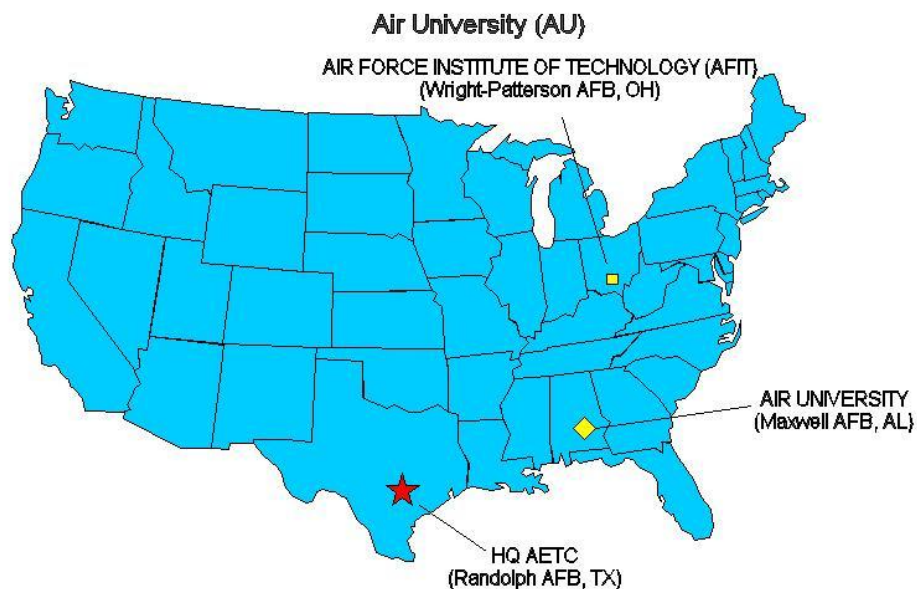 Air University (AU)
AIR FORCE INSTITUTE OF TECHNOLOGY (AFIT)
(Wright-Patterson AFB, OH)
AIR UNIVERSITY
(Maxwell AFB, AL)
HQ AETC
(Randolph AFB, TX)